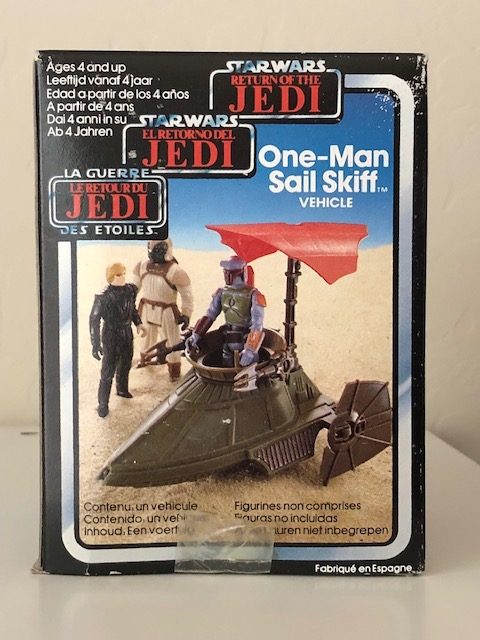 Ages 4 and up
Leeftijd vanaf 4 jaar
Edad a partir de los 4 años
A partir de 4 ans
Dai 4 anni in su
Ab 4 Jahren
STAR WARS
RETURN OF THE
JEDI
STAR WARS
EL RETORNO DEL
JEDI
LA GUERRE
LE RETOUR DU
JEDI
DES ETOILES
One-Man
Sail Skiff TM
VEHICLE
Contenu, un vehicule
Contenido, un
Inhoud, Een
Figurines non comprises
Figuras no incluidas
niet inbegrepen
Fabriqué en Espagne